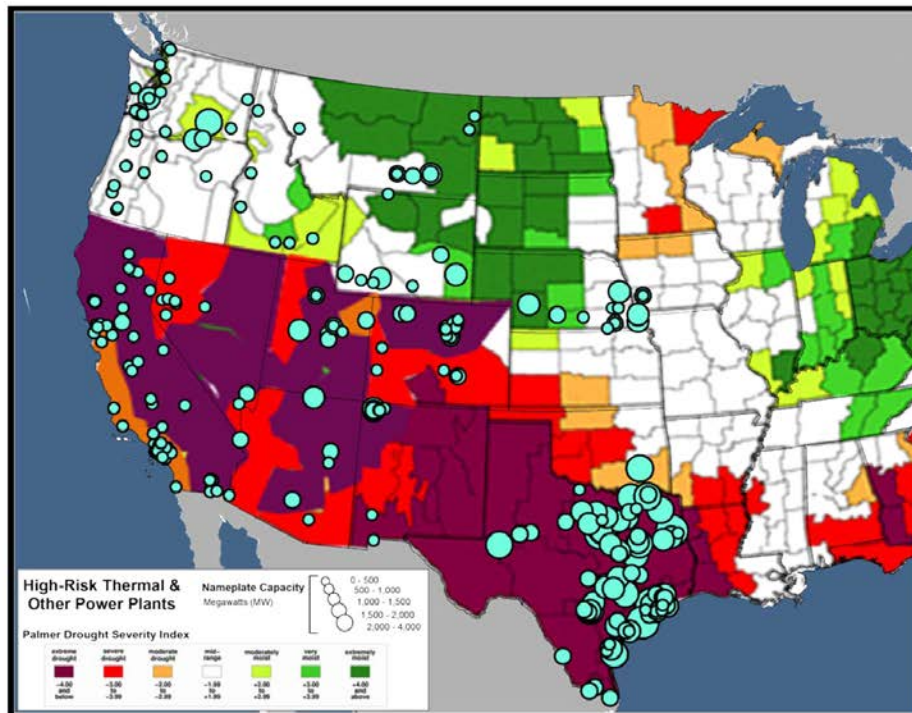 High-Risk Thermal &
Other Power Plants
Nameplate Capacity
Megawatts (MW)
0 - 500
500 - 1,000
1,000 - 1,500
1,500 - 2,000
2,000 - 4,000
Palmer Drought Severity Index
extreme drought
severe drought
moderate drought
mid-range
moderately moist
very moist
extremely moist
-4.00 and below
-3.00 to -3.99
-2.00 to -2.99
-1.99 to +1.99
+2.00 to +2.99
+3.00 to +3.99
+4.00 and above